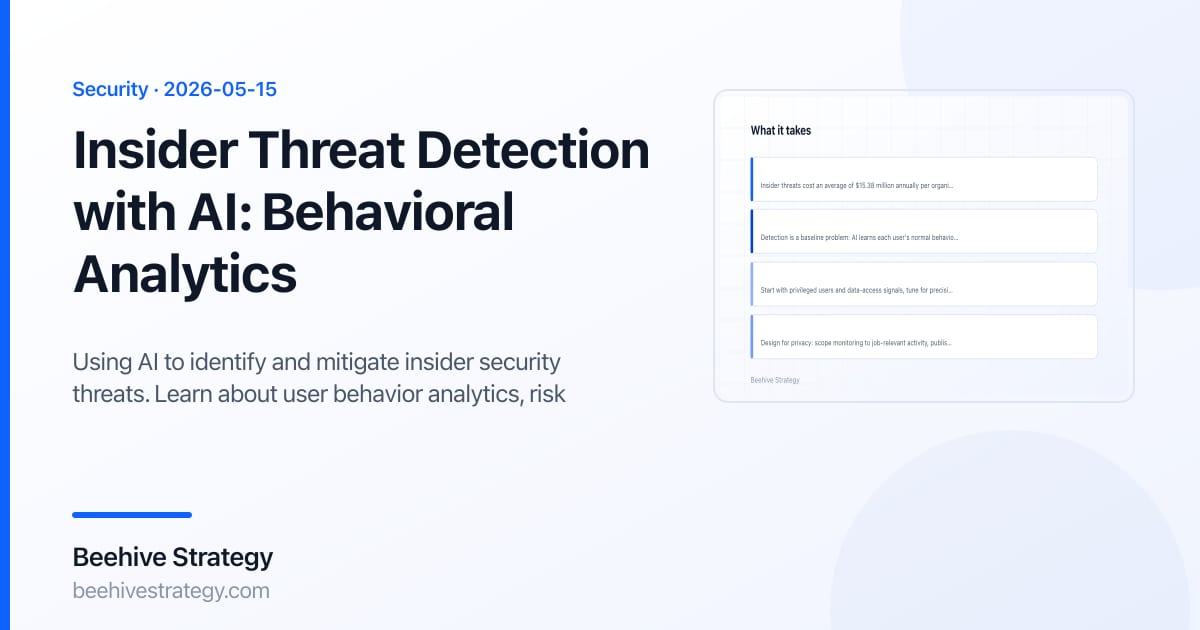 Security · 2026-05-15
Insider Threat Detection
with AI: Behavioral
Analytics
Using AI to identify and mitigate insider security
threats. Learn about user behavior analytics, risk
Beehive Strategy
beehivestrategy.com
What it takes
Insider threats cost an average of $15.38 million annually per organi...
Detection is a baseline problem: AI learns each user's normal behavio...
Start with privileged users and data-access signals, tune for precisi...
Design for privacy: scope monitoring to job-relevant activity, publis...
Beehive Strategy